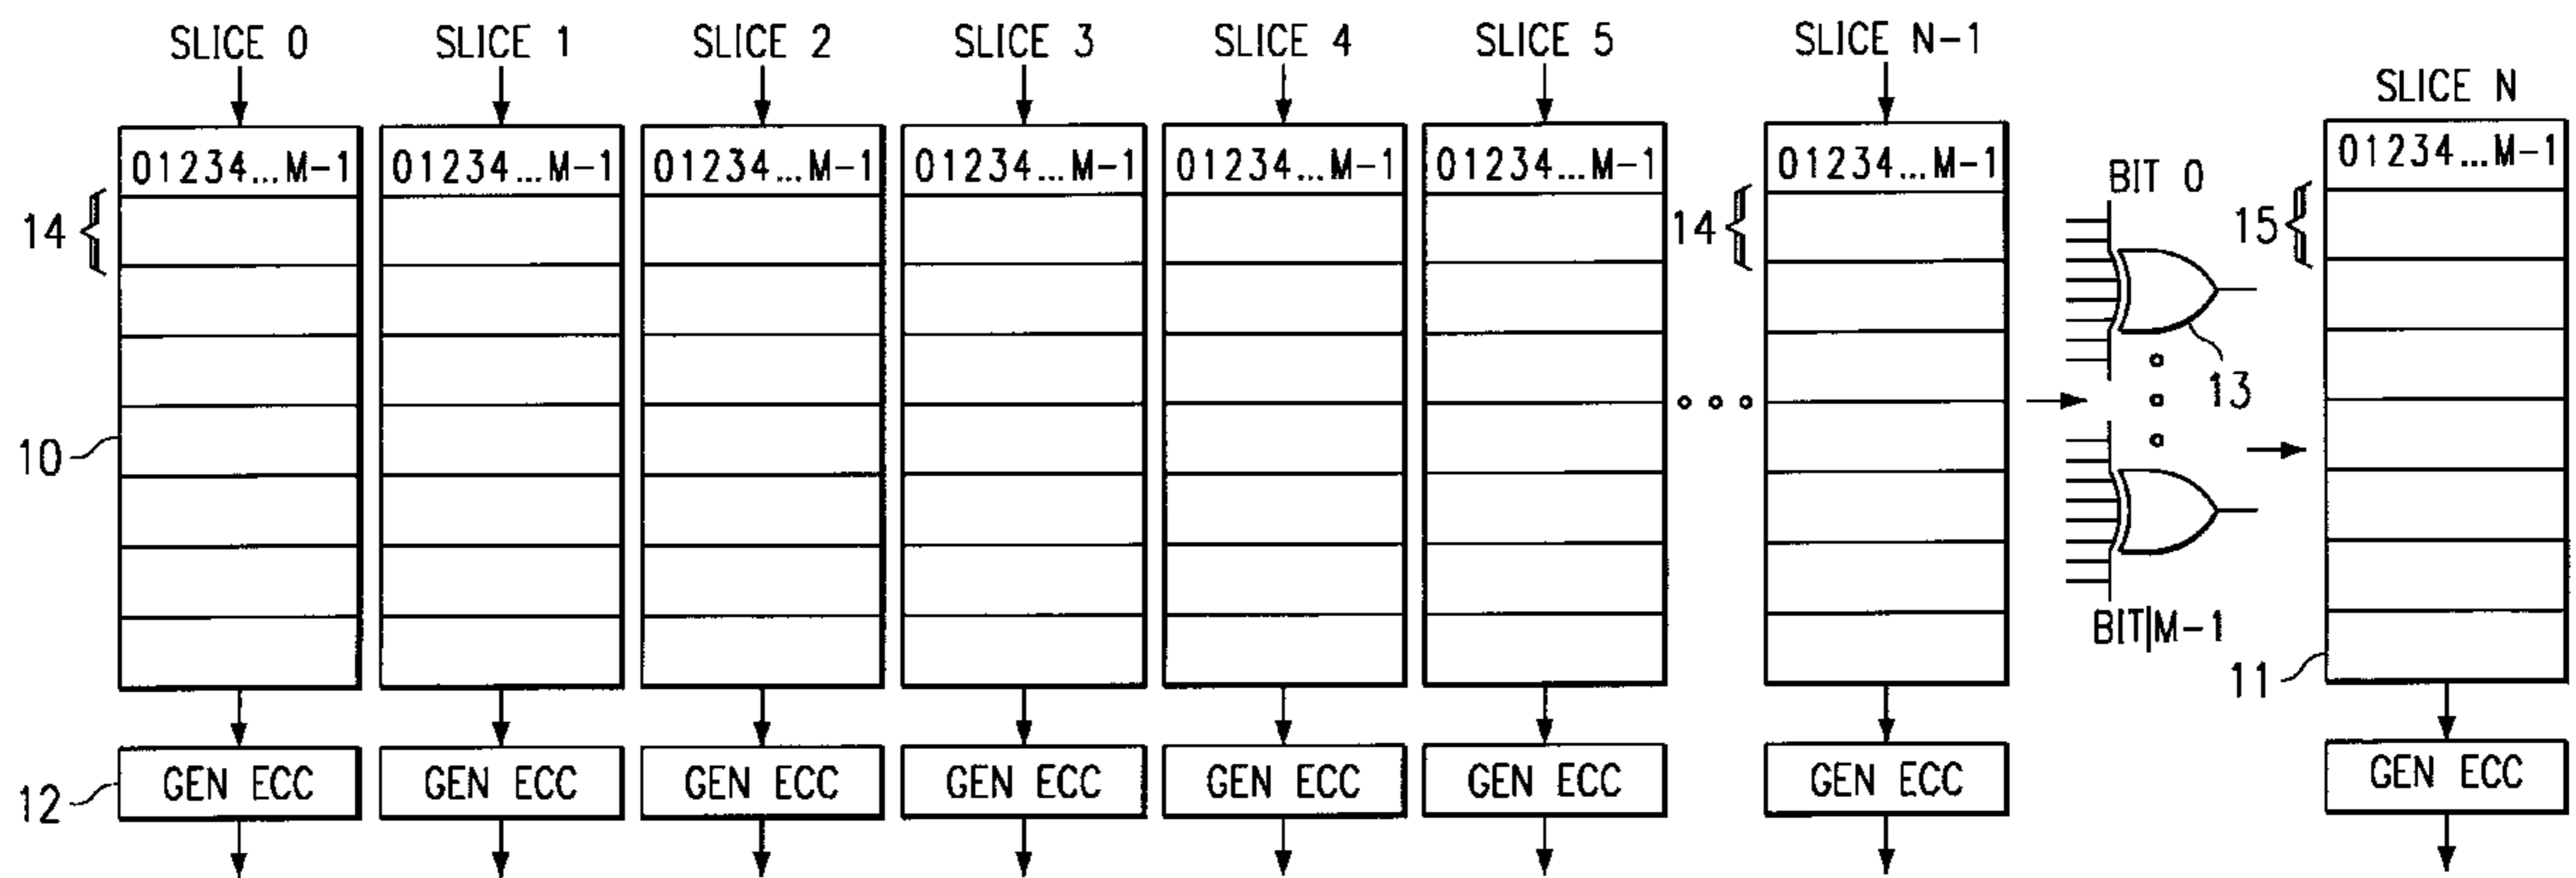 SLICE 0 SLICE 1 SLICE 2 SLICE 3 SLICE 4 SLICE 5 SLICE N-1
SLICE N
01234...M-1 01234...M-1 01234...M-1 01234...M-1 01234...M-1 01234...M-1 01234...M-1 01234...M-1
BIT 0
14 14 15
13
10
BIT M-1
11
12 GEN ECC GEN ECC GEN ECC GEN ECC GEN ECC GEN ECC GEN ECC GEN ECC